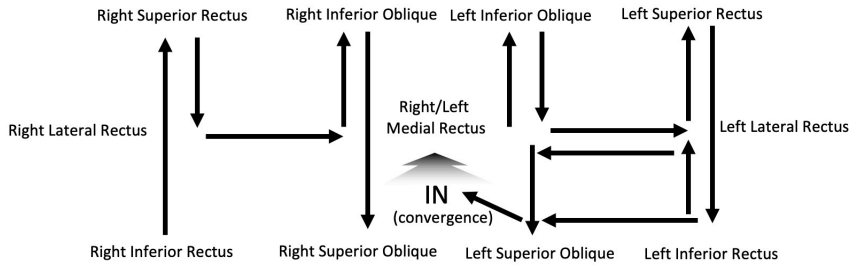 Right Superior Rectus
Right Inferior Oblique
Left Inferior Oblique
Left Superior Rectus
Right Lateral Rectus
Right/Left
Medial Rectus
Left Lateral Rectus
IN
(convergence)
Right Inferior Rectus
Right Superior Oblique
Left Superior Oblique
Left Inferior Rectus